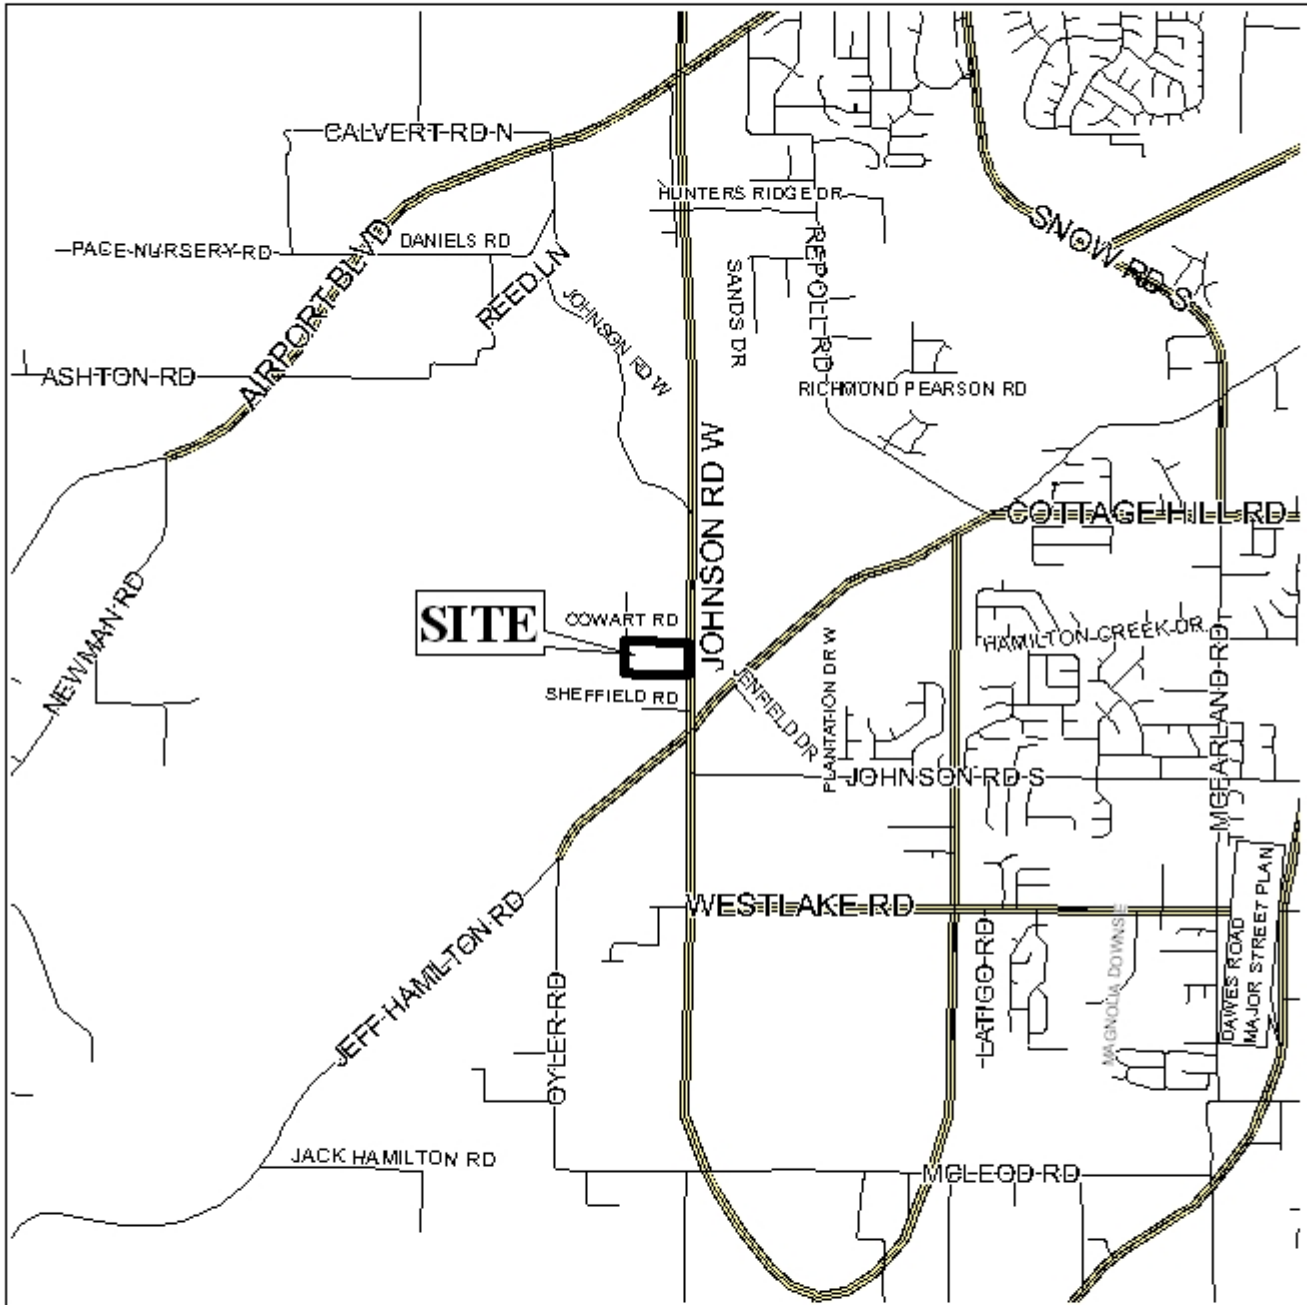 CALVERT RD N
HUNTERS RIDGE DR
SNOW RD S
PACE NURSERY RD
DANIELS RD
AIRPORT BLVD
REED LN
REPOLL RD
SANDS DR
JOHNSON RD W
ASHTON RD
RICHMOND PEARSON RD
JOHNSON RD W
COTTAGE HILL RD
NEWMAN RD
SITE
COWART RD
HAMILTON CREEK DR
SHEFFIELD RD
JENFIELD DR
PLANTATION DR W
MCFARLAND RD
JOHNSON RD S
WESTLAKE RD
JEFF HAMILTON RD
OYLER RD
LATIGO RD
MAGNOLIA DOWNS E
DAWES ROAD
MAJOR STREET PLAN
JACK HAMILTON RD
MCLEOD RD